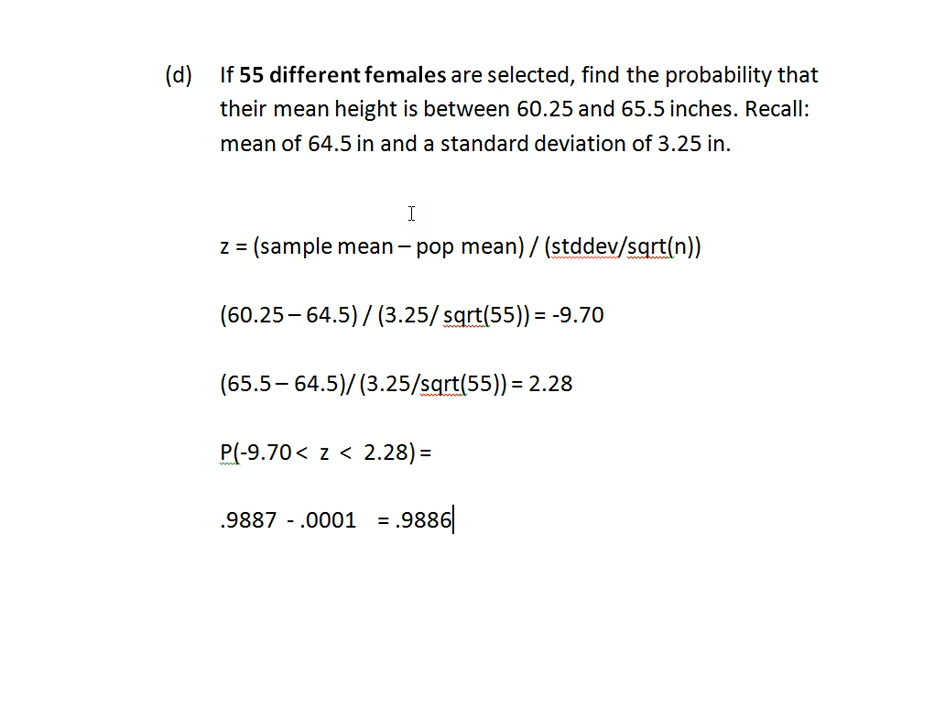 (d) If 55 different females are selected, find the probability that
their mean height is between 60.25 and 65.5 inches. Recall:
mean of 64.5 in and a standard deviation of 3.25 in.
z = (sample mean – pop mean) / (stddev/sqrt(n))
(60.25 – 64.5) / (3.25/ sqrt(55)) = -9.70
(65.5 – 64.5)/ (3.25/sqrt(55)) = 2.28
P(-9.70 < z < 2.28) =
.9887 - .0001 = .9886